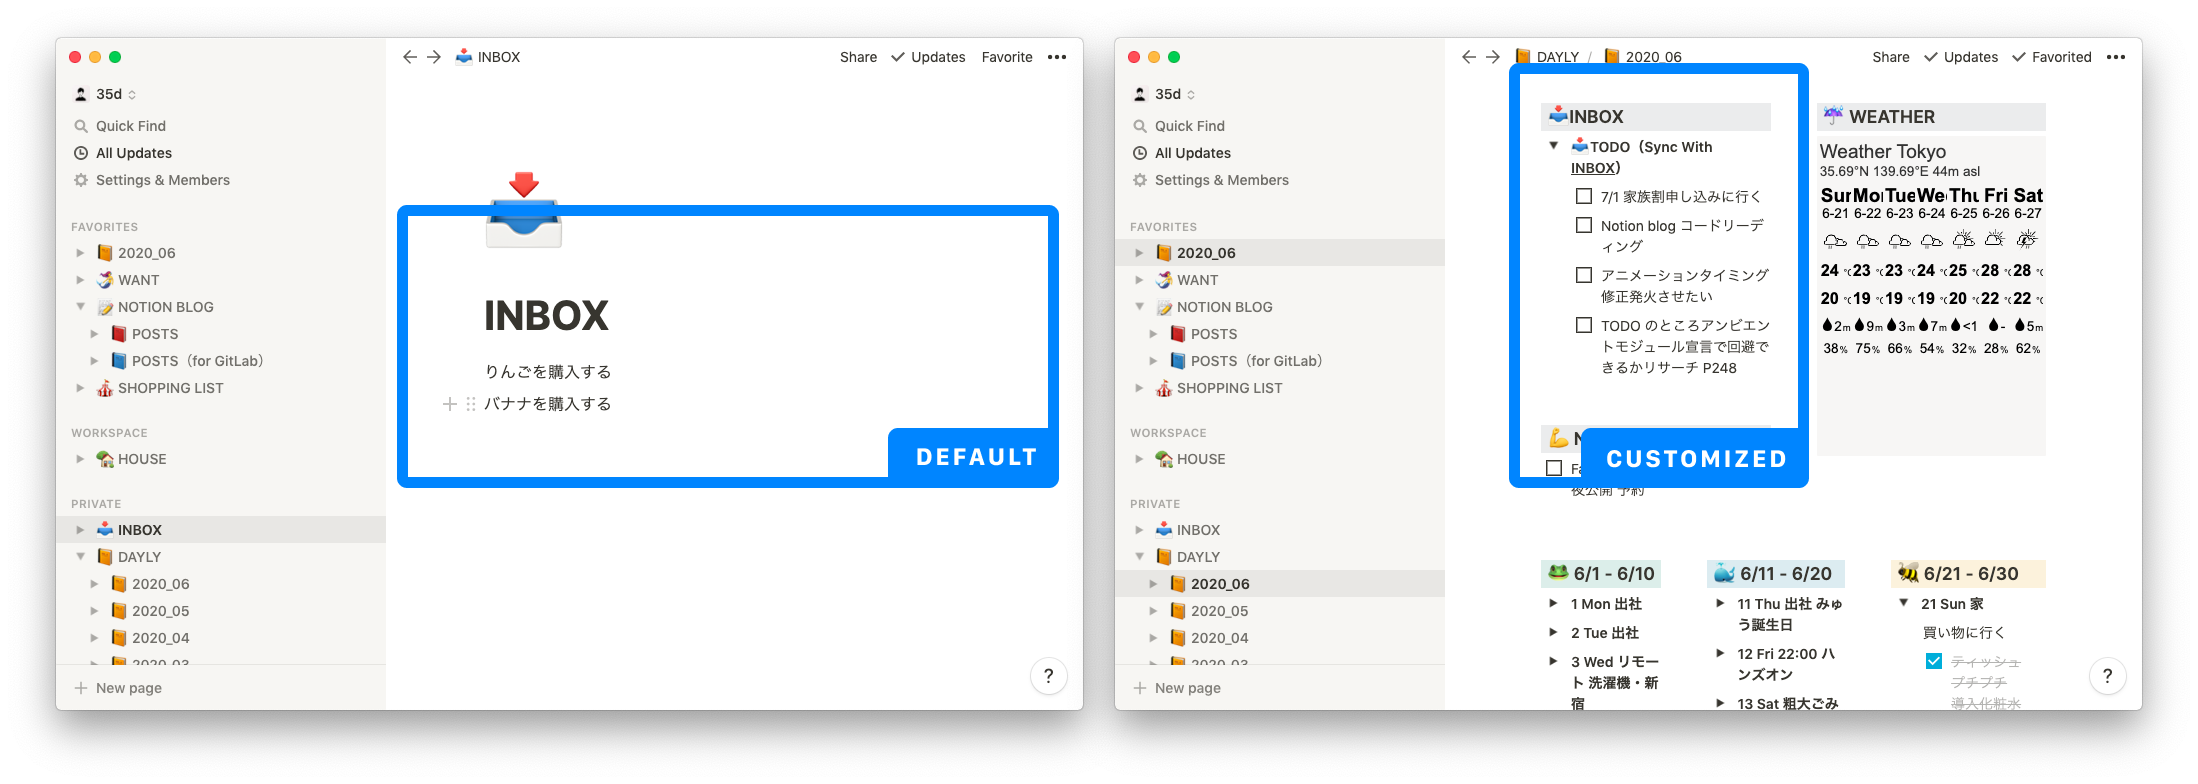 INBOX
Share
Updates
Favorite
35d
Quick Find
All Updates
Settings & Members
FAVORITES
2020_06
WANT
NOTION BLOG
POSTS
POSTS（for GitLab）
SHOPPING LIST
WORKSPACE
HOUSE
PRIVATE
INBOX
DAYLY
2020_06
2020_05
2020_04
2020_03
New page
INBOX
りんごを購入する
バナナを購入する
DEFAULT
?
DAYLY / 2020_06
Share
Updates
Favorited
35d
Quick Find
All Updates
Settings & Members
FAVORITES
2020_06
WANT
NOTION BLOG
POSTS
POSTS（for GitLab）
SHOPPING LIST
WORKSPACE
HOUSE
PRIVATE
INBOX
DAYLY
2020_06
2020_05
2020_04
2020_03
New page
INBOX
TODO（Sync With
INBOX）
7/1 家族割申し込みに行く
Notion blog コードリーデ
ィング
アニメーションタイミング
修正発火させたい
TODO のところアンビエン
トモジュール宣言で回避で
きるかリサーチ P248
CUSTOMIZED
夜公開 予約
WEATHER
Weather Tokyo
35.69°N 139.69°E 44m asl
Sun Mon Tue Wed Thu Fri Sat
6-21 6-22 6-23 6-24 6-25 6-26 6-27
24 °C 23 °C 23 °C 24 °C 25 °C 28 °C 28 °C
20 °C 19 °C 19 °C 19 °C 20 °C 22 °C 22 °C
2m 9m 3m 7m <1 - 5m
38% 75% 66% 54% 32% 28% 62%
6/1 - 6/10
1 Mon 出社
2 Tue 出社
3 Wed リモー
ト 洗濯機・新
宿
6/11 - 6/20
11 Thu 出社 みゅ
う誕生日
12 Fri 22:00 ハ
ンズオン
13 Sat 粗大ごみ
6/21 - 6/30
21 Sun 家
買い物に行く
ティッシュ
プチプチ
導入化粧水
?